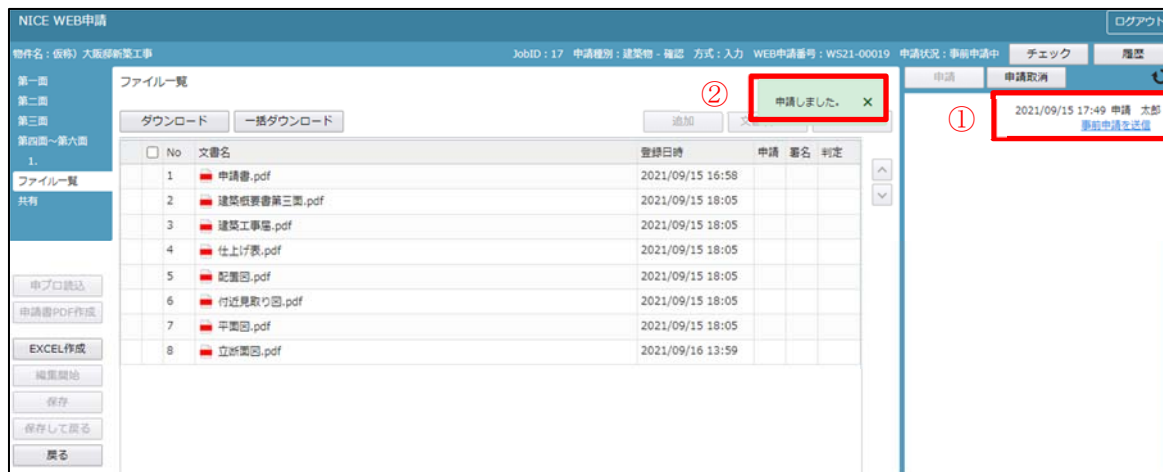 NICE WEB申請
ログアウト
物件名：仮称）大阪邸新築工事 JobID：17 申請種別：建築物 - 確認 方式：入力 WEB申請番号：WS21-00019 申請状況：事前申請中 チェック 履歴
第一面
第二面
第三面
第四面～第六面
1.
ファイル一覧
共有
申プロ読込
申請書PDF作成
EXCEL作成
編集開始
保存
保存して戻る
戻る
ファイル一覧
② 申請しました。 ×
ダウンロード 一括ダウンロード 追加
No 文書名 登録日時 申請 署名 判定
1 申請書.pdf 2021/09/15 16:58
2 建築概要書第三面.pdf 2021/09/15 18:05
3 建築工事届.pdf 2021/09/15 18:05
4 仕上げ表.pdf 2021/09/15 18:05
5 配置図.pdf 2021/09/15 18:05
6 付近見取り図.pdf 2021/09/15 18:05
7 平面図.pdf 2021/09/15 18:05
8 立断面図.pdf 2021/09/16 13:59
申請 申請取消
① 2021/09/15 17:49 申請 太郎
事前申請を送信